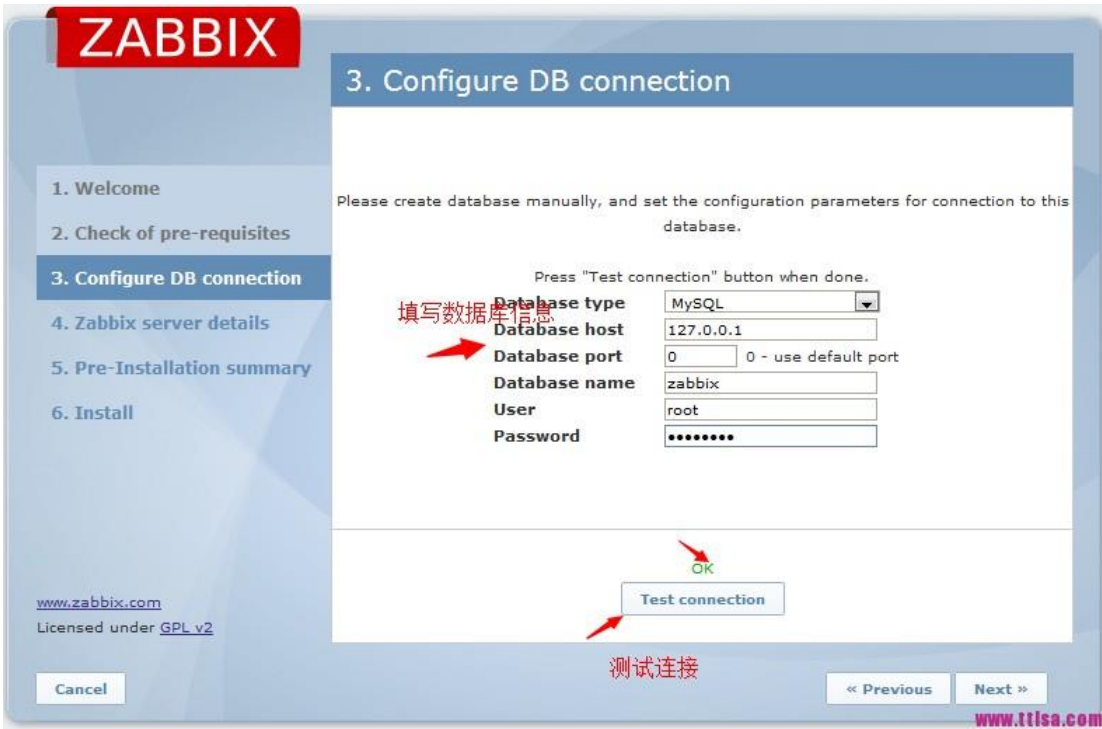 ZABBIX
3. Configure DB connection
1. Welcome
2. Check of pre-requisites
3. Configure DB connection
4. Zabbix server details
5. Pre-Installation summary
6. Install
Please create database manually, and set the configuration parameters for connection to this
database.
Press "Test connection" button when done.
填写数据库信息
Database type MySQL
Database host 127.0.0.1
Database port 0 0 - use default port
Database name zabbix
User root
Password ●●●●●●●●
OK
Test connection
测试连接
www.zabbix.com
Licensed under GPL v2
Cancel
« Previous
Next »
www.ttlsa.com